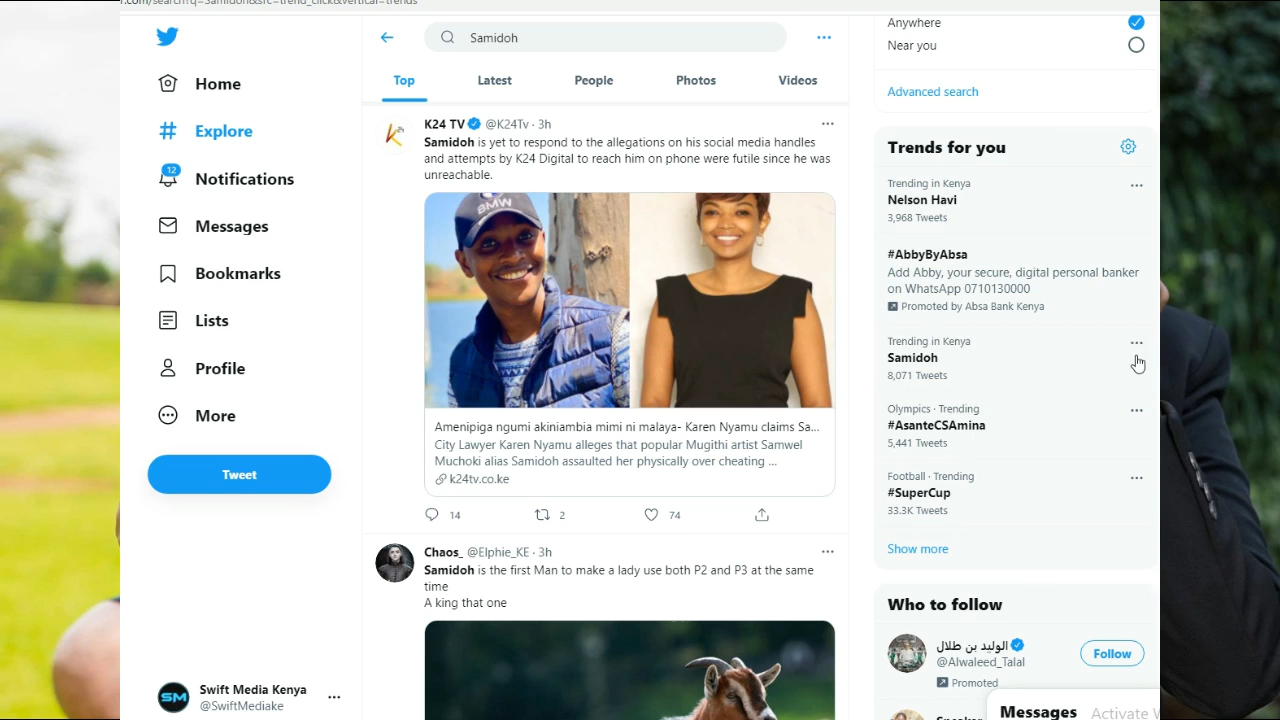 r.com/search?q=Samidoh&src=trend_click&vertical=trends
Samidoh
Home
Explore
12
Notifications
Messages
Bookmarks
Lists
Profile
More
Tweet
SM
Swift Media Kenya
@SwiftMediake
Top
Latest
People
Photos
Videos
K24 TV @K24Tv · 3h
Samidoh is yet to respond to the allegations on his social media handles
and attempts by K24 Digital to reach him on phone were futile since he was
unreachable.
BMW
Amenipiga ngumi akiniambia mimi ni malaya- Karen Nyamu claims Sa...
City Lawyer Karen Nyamu alleges that popular Mugithi artist Samwel
Muchoki alias Samidoh assaulted her physically over cheating ...
k24tv.co.ke
14
2
74
Chaos_ @Elphie_KE · 3h
Samidoh is the first Man to make a lady use both P2 and P3 at the same
time
A king that one
Anywhere
Near you
Advanced search
Trends for you
Trending in Kenya
Nelson Havi
3,968 Tweets
#AbbyByAbsa
Add Abby, your secure, digital personal banker
on WhatsApp 0710130000
Promoted by Absa Bank Kenya
Trending in Kenya
Samidoh
8,071 Tweets
Olympics · Trending
#AsanteCSAmina
5,441 Tweets
Football · Trending
#SuperCup
33.3K Tweets
Show more
Who to follow
الوليد بن طلال
@Alwaleed_Talal
Follow
Promoted
Messages
Activate W